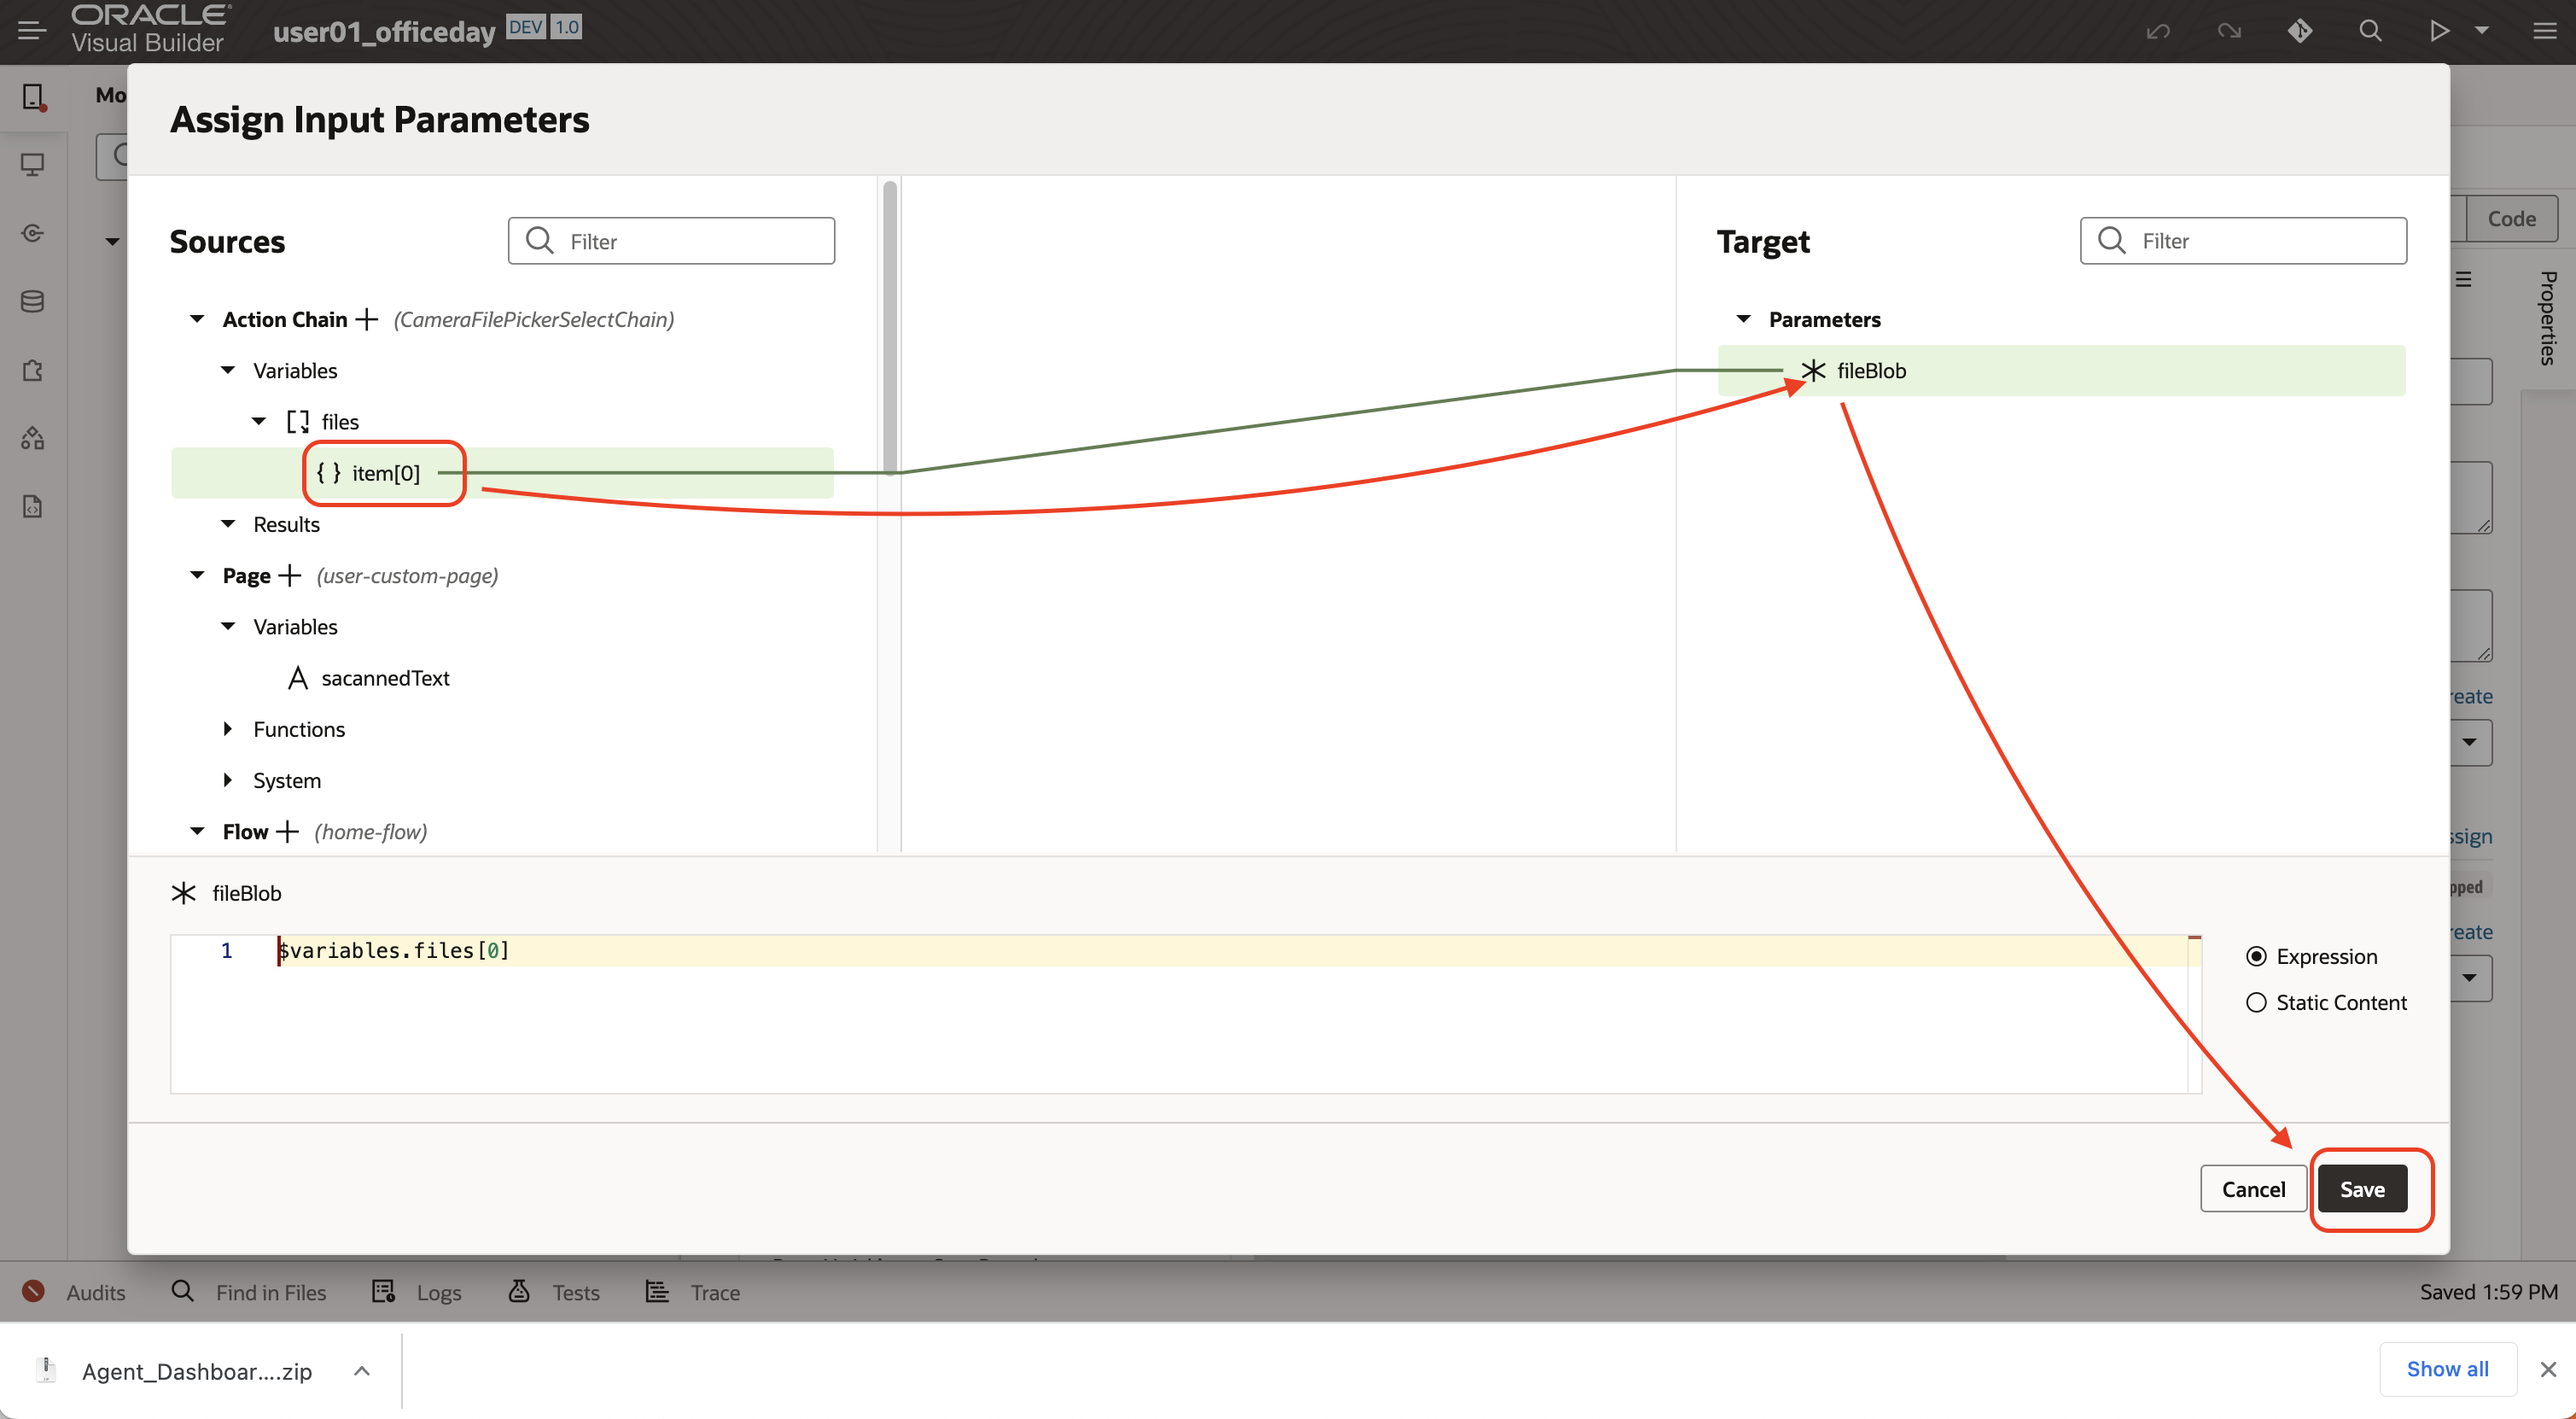 ORACLE
Visual Builder
user01_officeday DEV 1.0
Mo
Assign Input Parameters
Sources
Filter
Target
Filter
Code
Properties
Action Chain (CameraFilePickerSelectChain)
Parameters
Variables
fileBlob
files
{ } item[0]
Results
Page (user-custom-page)
Variables
sacannedText
reate
Functions
System
Flow (home-flow)
ssign
fileBlob
pped
1 $variables.files[0]
reate
Expression
Static Content
Cancel
Save
Audits
Find in Files
Logs
Tests
Trace
Saved 1:59 PM
Agent_Dashboar....zip
Show all